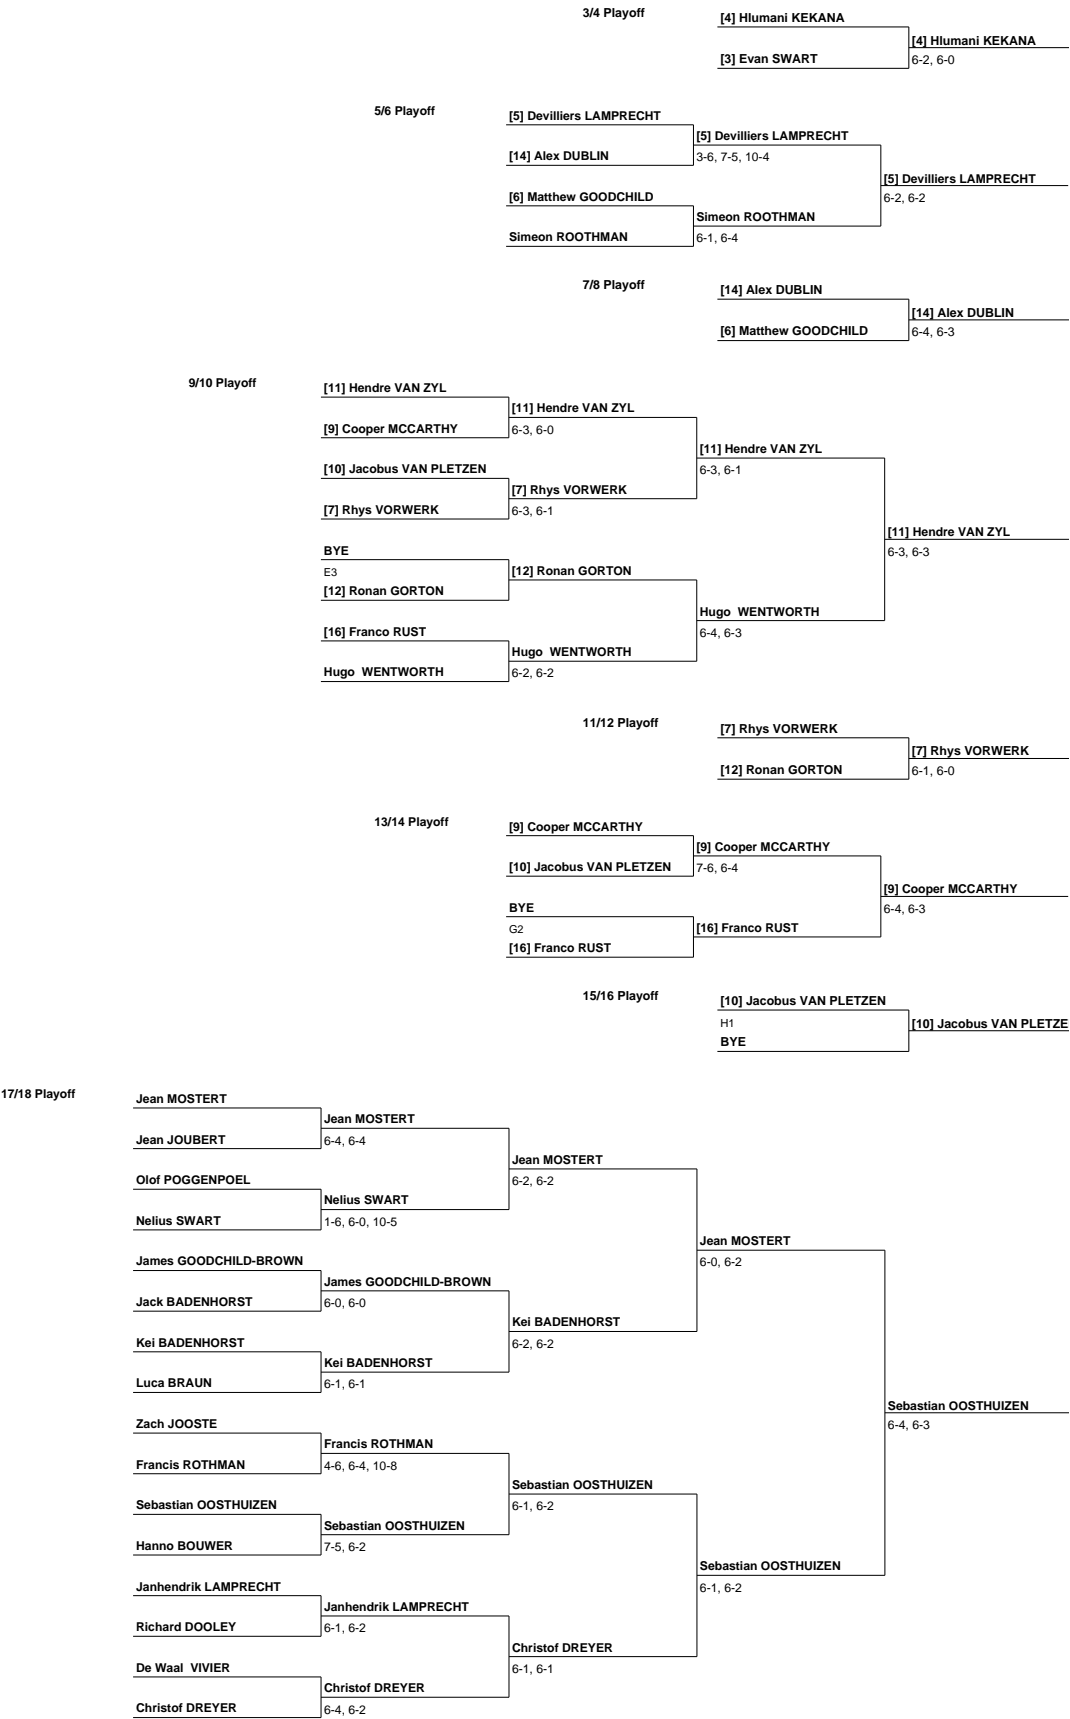 3/4 Playoff
[4] Hlumani KEKANA
[4] Hlumani KEKANA
[3] Evan SWART
6-2, 6-0
5/6 Playoff
[5] Devilliers LAMPRECHT
[5] Devilliers LAMPRECHT
[14] Alex DUBLIN
3-6, 7-5, 10-4
[5] Devilliers LAMPRECHT
6-2, 6-2
[6] Matthew GOODCHILD
Simeon ROOTHMAN
Simeon ROOTHMAN
6-1, 6-4
7/8 Playoff
[14] Alex DUBLIN
[14] Alex DUBLIN
[6] Matthew GOODCHILD
6-4, 6-3
9/10 Playoff
[11] Hendre VAN ZYL
[11] Hendre VAN ZYL
[9] Cooper MCCARTHY
6-3, 6-0
[11] Hendre VAN ZYL
6-3, 6-1
[10] Jacobus VAN PLETZEN
[7] Rhys VORWERK
[7] Rhys VORWERK
6-3, 6-1
[11] Hendre VAN ZYL
6-3, 6-3
BYE
E3
[12] Ronan GORTON
[12] Ronan GORTON
Hugo WENTWORTH
6-4, 6-3
[16] Franco RUST
Hugo WENTWORTH
Hugo WENTWORTH
6-2, 6-2
11/12 Playoff
[7] Rhys VORWERK
[7] Rhys VORWERK
[12] Ronan GORTON
6-1, 6-0
13/14 Playoff
[9] Cooper MCCARTHY
[9] Cooper MCCARTHY
[10] Jacobus VAN PLETZEN
7-6, 6-4
[9] Cooper MCCARTHY
6-4, 6-3
BYE
G2
[16] Franco RUST
[16] Franco RUST
15/16 Playoff
[10] Jacobus VAN PLETZEN
H1
[10] Jacobus VAN PLETZE
BYE
17/18 Playoff
Jean MOSTERT
Jean MOSTERT
Jean JOUBERT
6-4, 6-4
Jean MOSTERT
6-2, 6-2
Olof POGGENPOEL
Nelius SWART
Nelius SWART
1-6, 6-0, 10-5
Jean MOSTERT
6-0, 6-2
James GOODCHILD-BROWN
James GOODCHILD-BROWN
Jack BADENHORST
6-0, 6-0
Kei BADENHORST
6-2, 6-2
Kei BADENHORST
Kei BADENHORST
Luca BRAUN
6-1, 6-1
Sebastian OOSTHUIZEN
6-4, 6-3
Zach JOOSTE
Francis ROTHMAN
Francis ROTHMAN
4-6, 6-4, 10-8
Sebastian OOSTHUIZEN
6-1, 6-2
Sebastian OOSTHUIZEN
Sebastian OOSTHUIZEN
Hanno BOUWER
7-5, 6-2
Sebastian OOSTHUIZEN
6-1, 6-2
Janhendrik LAMPRECHT
Janhendrik LAMPRECHT
Richard DOOLEY
6-1, 6-2
Christof DREYER
6-1, 6-1
De Waal VIVIER
Christof DREYER
Christof DREYER
6-4, 6-2